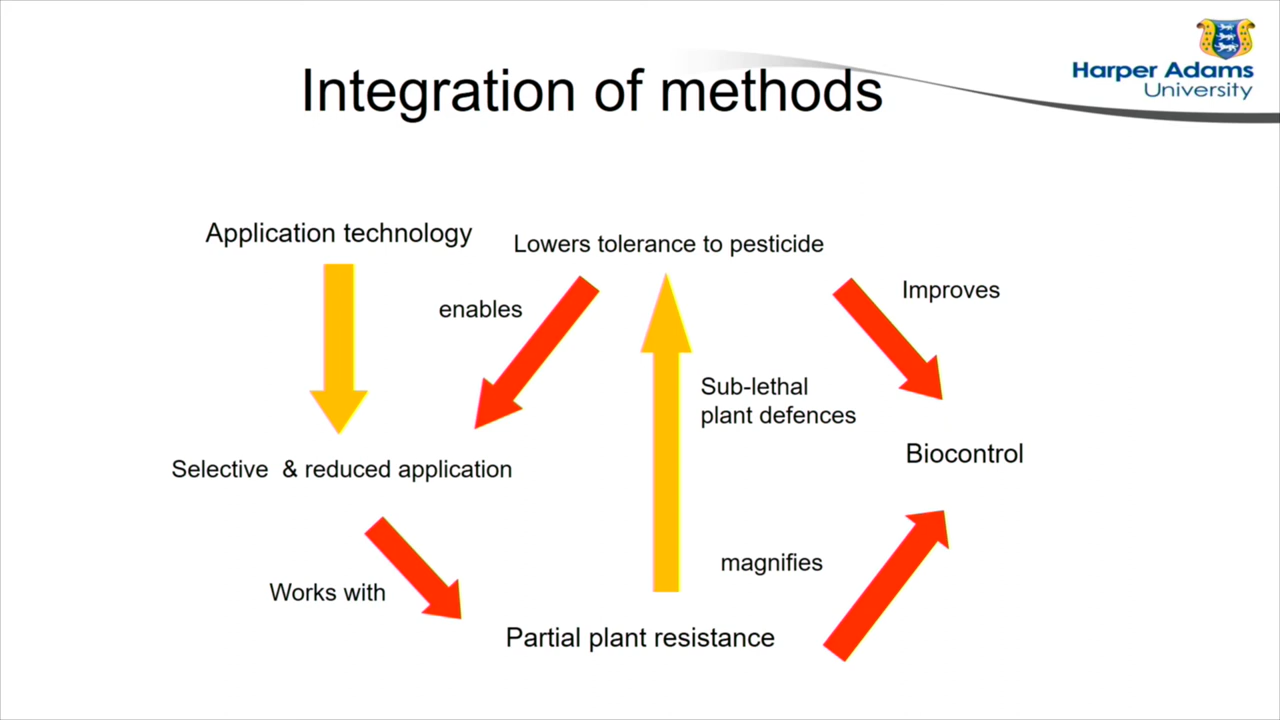 Harper Adams
University
Integration of methods
Application technology
Lowers tolerance to pesticide
enables
Improves
Sub-lethal
plant defences
Selective & reduced application
Biocontrol
magnifies
Works with
Partial plant resistance